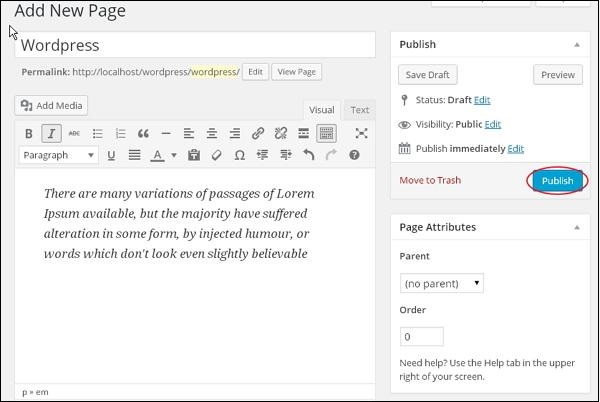 Add New Page
Wordpress
Permalink: http://localhost/wordpress/wordpress/ Edit View Page
Add Media
Visual Text
B I ABC
Paragraph U A Ω ?
There are many variations of passages of Lorem
Ipsum available, but the majority have suffered
alteration in some form, by injected humour, or
words which don't look even slightly believable
p » em
Publish
Save Draft Preview
Status: Draft Edit
Visibility: Public Edit
Publish immediately Edit
Move to Trash Publish
Page Attributes
Parent
(no parent)
Order
0
Need help? Use the Help tab in the upper
right of your screen.